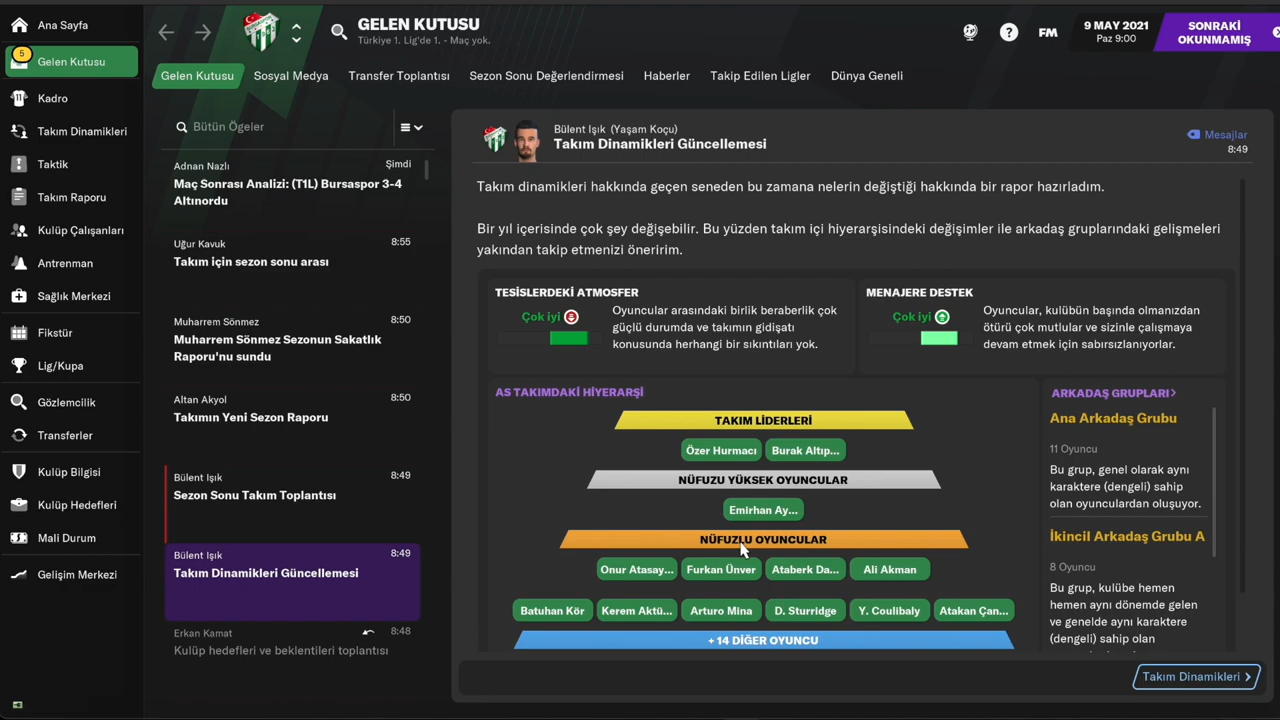 Ana Sayfa
5
Gelen Kutusu
Kadro
Takım Dinamikleri
Taktik
Takım Raporu
Kulüp Çalışanları
Antrenman
Sağlık Merkezi
Fikstür
Lig/Kupa
Gözlemcilik
Transferler
Kulüp Bilgisi
Kulüp Hedefleri
Mali Durum
Gelişim Merkezi
GELEN KUTUSU
Türkiye 1. Lig'de 1. - Maç yok.
FM
9 MAY 2021
Paz 9:00
SONRAKİ
OKUNMAMIŞ
Gelen Kutusu
Sosyal Medya
Transfer Toplantısı
Sezon Sonu Değerlendirmesi
Haberler
Takip Edilen Ligler
Dünya Geneli
Bütün Ögeler
Adnan Nazlı
Şimdi
Maç Sonrası Analizi: (T1L) Bursaspor 3-4
Altınordu
Uğur Kavuk
8:55
Takım için sezon sonu arası
Muharrem Sönmez
8:50
Muharrem Sönmez Sezonun Sakatlık
Raporu'nu sundu
Altan Akyol
8:50
Takımın Yeni Sezon Raporu
Bülent Işık
8:49
Sezon Sonu Takım Toplantısı
Bülent Işık
8:49
Takım Dinamikleri Güncellemesi
Erkan Kamat
8:48
Kulüp hedefleri ve beklentileri toplantısı
Bülent Işık (Yaşam Koçu)
Takım Dinamikleri Güncellemesi
Mesajlar
8:49
Takım dinamikleri hakkında geçen seneden bu zamana nelerin değiştiği hakkında bir rapor hazırladım.
Bir yıl içerisinde çok şey değişebilir. Bu yüzden takım içi hiyerarşisindeki değişimler ile arkadaş gruplarındaki gelişmeleri
yakından takip etmenizi öneririm.
TESİSLERDEKİ ATMOSFER
Çok iyi
Oyuncular arasındaki birlik beraberlik çok
güçlü durumda ve takımın gidişatı
konusunda herhangi bir sıkıntıları yok.
MENAJERE DESTEK
Çok iyi
Oyuncular, kulübün başında olmanızdan
ötürü çok mutlular ve sizinle çalışmaya
devam etmek için sabırsızlanıyorlar.
AS TAKIMDAKİ HİYERARŞİ
TAKIM LİDERLERİ
Özer Hurmacı
Burak Altıp...
NÜFUZU YÜKSEK OYUNCULAR
Emirhan Ay...
NÜFUZLU OYUNCULAR
Onur Atasay...
Furkan Ünver
Ataberk Da...
Ali Akman
Batuhan Kör
Kerem Aktü...
Arturo Mina
D. Sturridge
Y. Coulibaly
Atakan Çan...
+ 14 DİĞER OYUNCU
ARKADAŞ GRUPLARI>
Ana Arkadaş Grubu
11 Oyuncu
Bu grup, genel olarak aynı
karaktere (dengeli) sahip
olan oyunculardan oluşuyor.
İkincil Arkadaş Grubu A
8 Oyuncu
Bu grup, kulübe hemen
hemen aynı dönemde gelen
ve genelde aynı karaktere
(dengeli) sahip olan
Takım Dinamikleri >